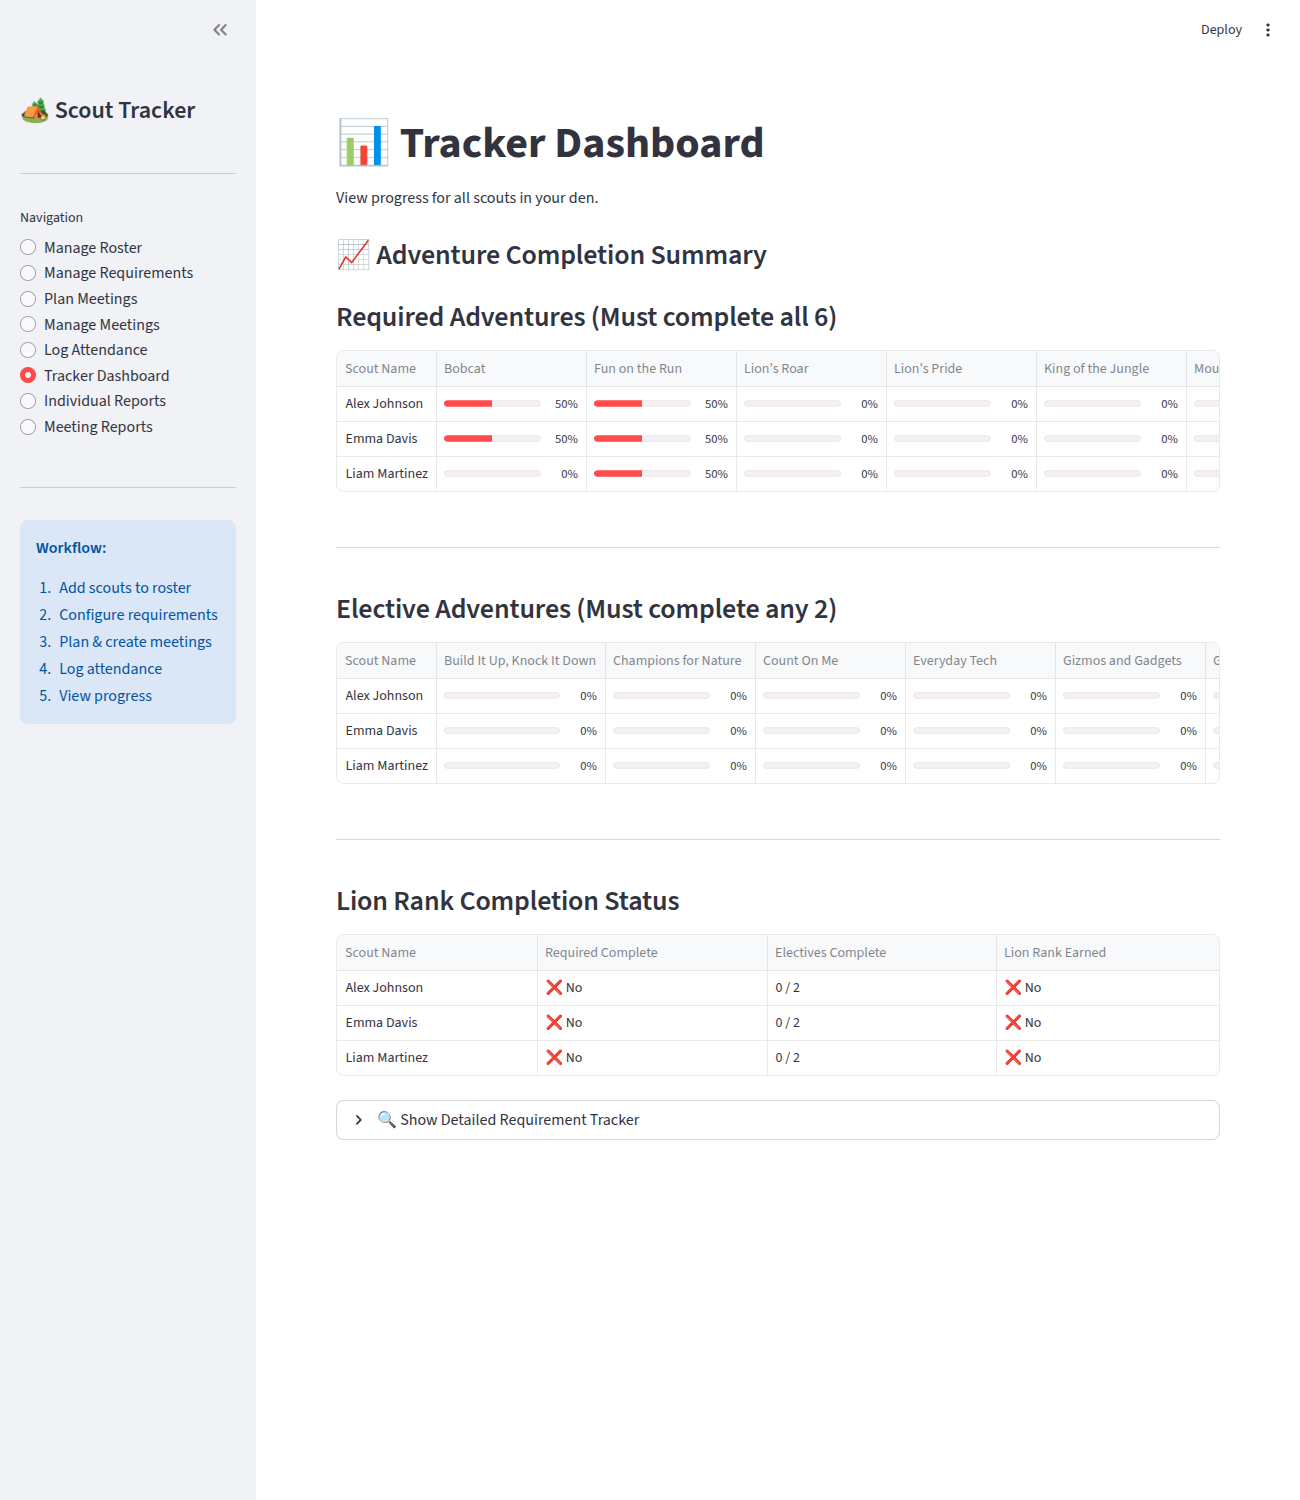 Deploy
Scout Tracker
Navigation
Manage Roster
Manage Requirements
Plan Meetings
Manage Meetings
Log Attendance
Tracker Dashboard
Individual Reports
Meeting Reports
Workflow:
1. Add scouts to roster
2. Configure requirements
3. Plan & create meetings
4. Log attendance
5. View progress
Tracker Dashboard
View progress for all scouts in your den.
Adventure Completion Summary
Required Adventures (Must complete all 6)
Scout Name Bobcat Fun on the Run Lion's Roar Lion's Pride King of the Jungle Mou
Alex Johnson 50% 50% 0% 0% 0%
Emma Davis 50% 50% 0% 0% 0%
Liam Martinez 0% 50% 0% 0% 0%
Elective Adventures (Must complete any 2)
Scout Name Build It Up, Knock It Down Champions for Nature Count On Me Everyday Tech Gizmos and Gadgets G
Alex Johnson 0% 0% 0% 0% 0%
Emma Davis 0% 0% 0% 0% 0%
Liam Martinez 0% 0% 0% 0% 0%
Lion Rank Completion Status
Scout Name Required Complete Electives Complete Lion Rank Earned
Alex Johnson ❌ No 0 / 2 ❌ No
Emma Davis ❌ No 0 / 2 ❌ No
Liam Martinez ❌ No 0 / 2 ❌ No
Show Detailed Requirement Tracker